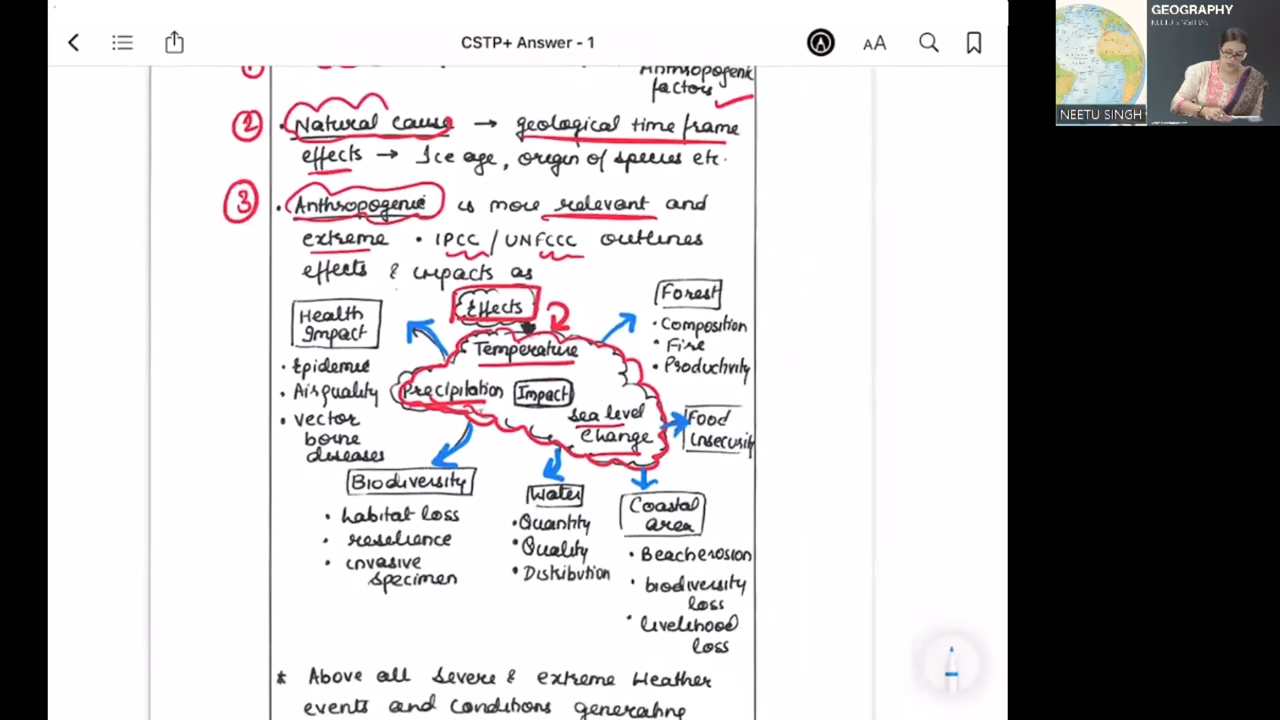 CSTP+ Answer - 1
AA
GEOGRAPHY
NEETU SINGH
Anthropogenic
factors
①
② • Natural cause → geological time frame
effects → Ice age, origin of species etc.
③ • Anthropogenic is more relevant and
extreme • IPCC / UNFCCC outlines
effects & impacts as
Effects
Temperature
Precipitation
Impact
sea level
Change
Health
Impact
• Epidemic
• Air quality
• vector
borne
diseases
Forest
• Composition
• Fire
• Productivity
Food
Insecurity
Biodiversity
• habitat loss
• reselience
• invasive
specimen
Water
• Quantity
• Quality
• Distribution
Coastal
area
• Beach erosion
• biodiversity
loss
• livelihood
loss
* Above all severe & extreme Weather
events and conditions generating